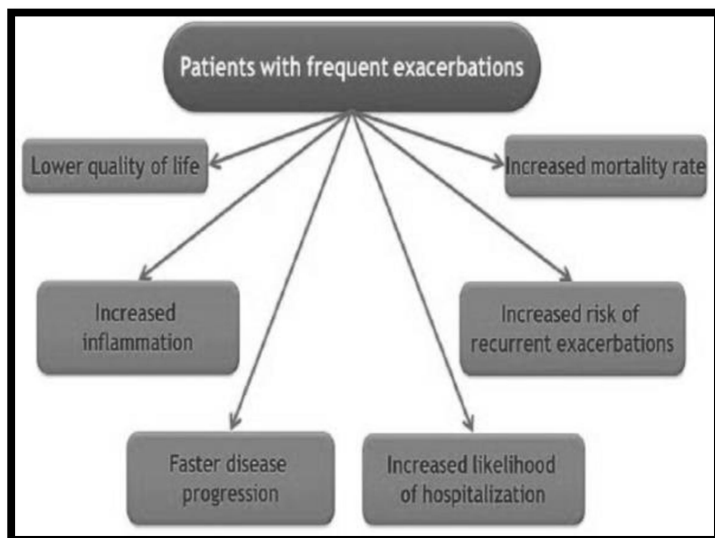 Patients with frequent exacerbations
Lower quality of life
Increased mortality rate
Increased
inflammation
Increased risk of
recurrent exacerbations
Faster disease
progression
Increased likelihood
of hospitalization